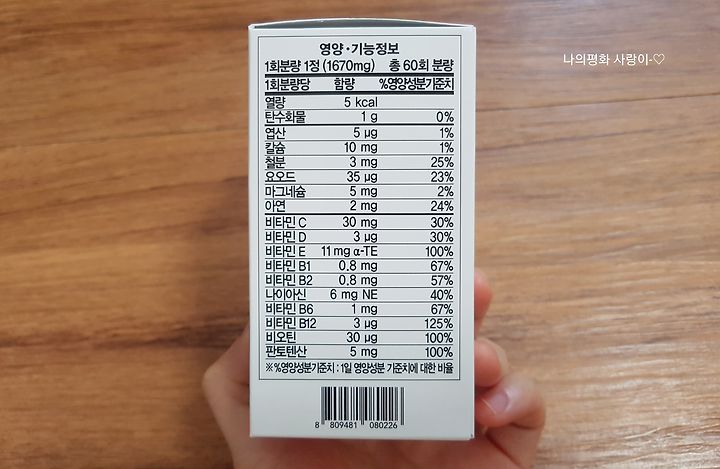 나의평화 사랑이-♡
영양·기능정보
1회분량 1정 (1670mg) 총 60회 분량
1회분량당 함량 %영양성분기준치
열량 5 kcal
탄수화물 1 g 0%
엽산 5 µg 1%
칼슘 10 mg 1%
철분 3 mg 25%
요오드 35 µg 23%
마그네슘 5 mg 2%
아연 2 mg 24%
비타민 C 30 mg 30%
비타민 D 3 µg 30%
비타민 E 11mg α-TE 100%
비타민 B1 0.8 mg 67%
비타민 B2 0.8 mg 57%
나이아신 6 mg NE 40%
비타민 B6 1 mg 67%
비타민 B12 3 µg 125%
비오틴 30 µg 100%
판토텐산 5 mg 100%
※ %영양성분기준치 : 1일 영양성분 기준치에 대한 비율
8 809481 080226